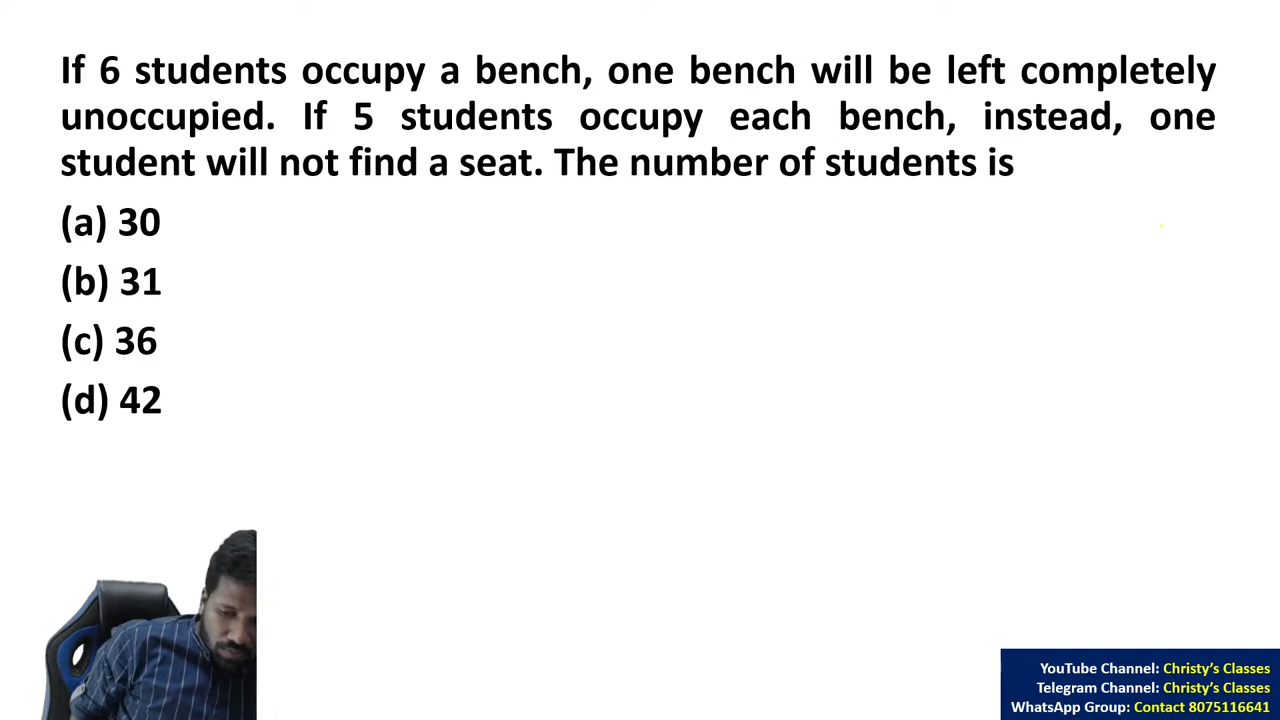 If 6 students occupy a bench, one bench will be left completely
unoccupied. If 5 students occupy each bench, instead, one
student will not find a seat. The number of students is
(a) 30
(b) 31
(c) 36
(d) 42
YouTube Channel: Christy's Classes
Telegram Channel: Christy's Classes
WhatsApp Group: Contact 8075116641